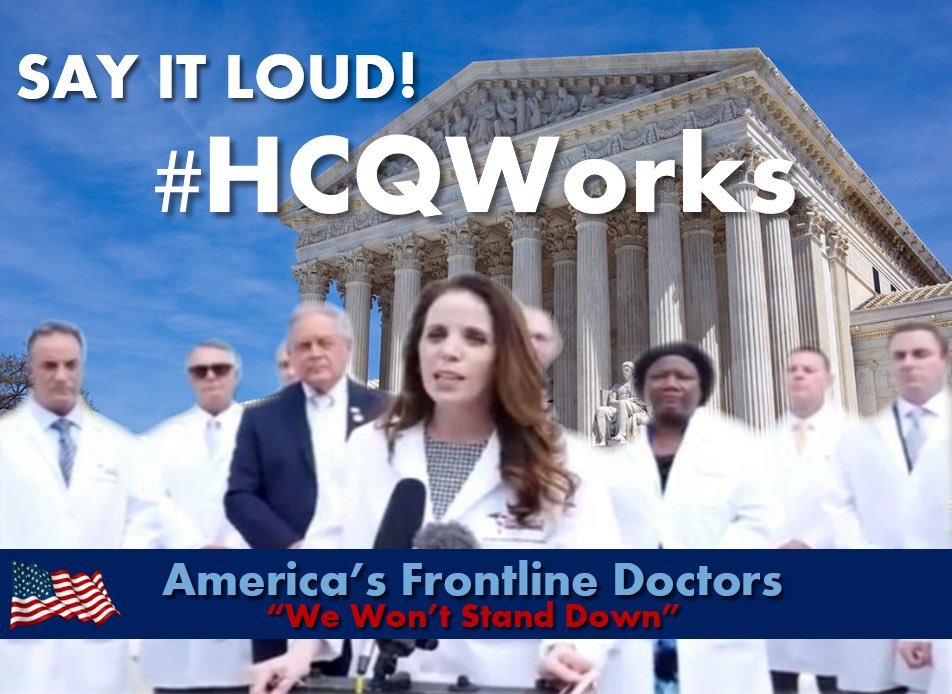 SAY IT LOUD!
#HCQWorks
America's Frontline Doctors
"We Won't Stand Down"